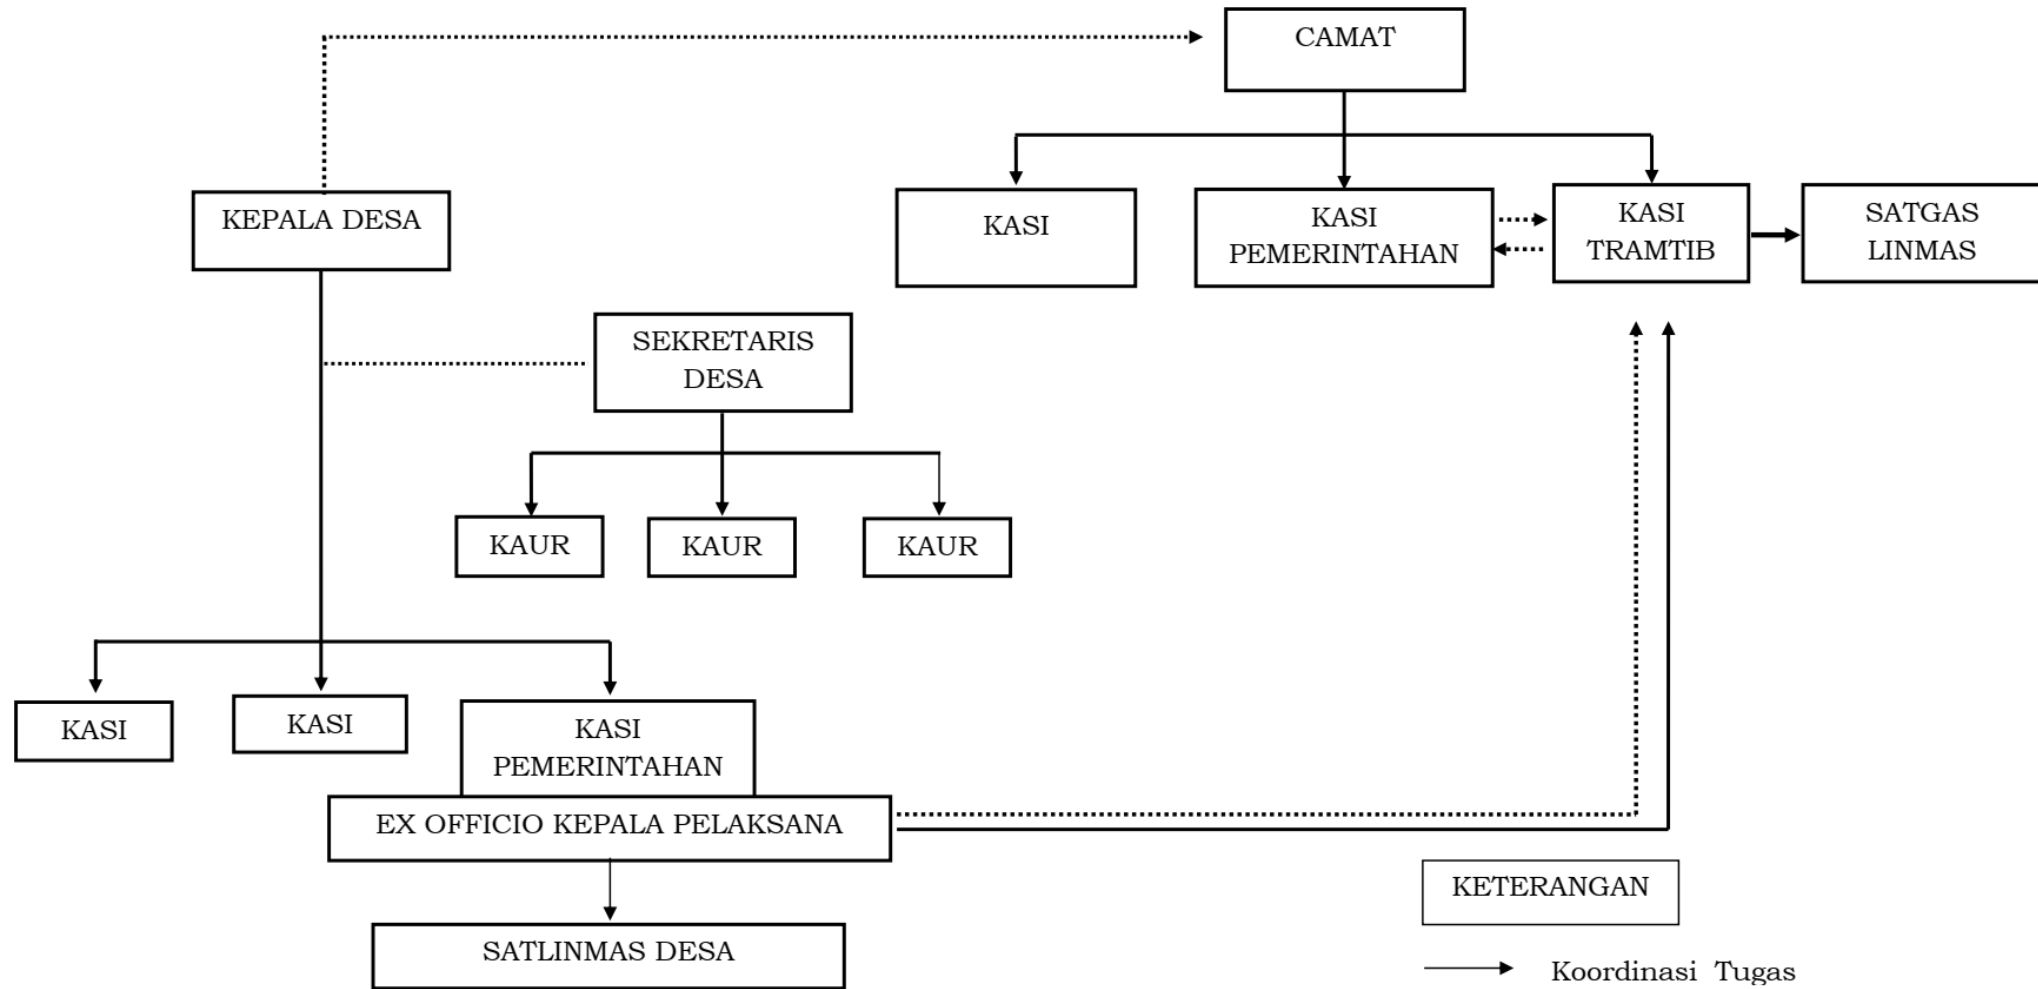 CAMAT
KEPALA DESA
KASI
KASI
PEMERINTAHAN
KASI
TRAMTIB
SATGAS
LINMAS
SEKRETARIS
DESA
KAUR
KAUR
KAUR
KASI
KASI
KASI
PEMERINTAHAN
EX OFFICIO KEPALA PELAKSANA
SATLINMAS DESA
KETERANGAN
Koordinasi Tugas